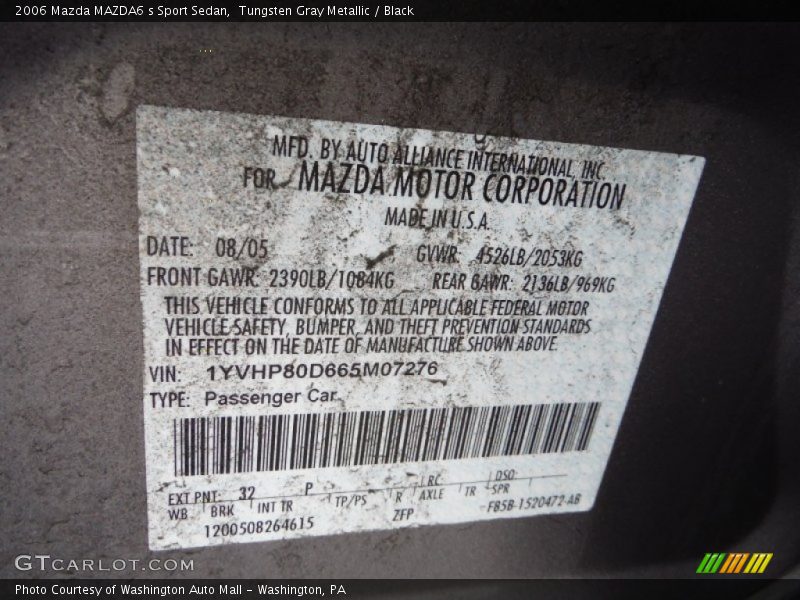 2006 Mazda MAZDA6 s Sport Sedan, Tungsten Gray Metallic / Black
MFD. BY AUTO ALLIANCE INTERNATIONAL, INC.
FOR MAZDA MOTOR CORPORATION
MADE IN U.S.A.
DATE: 08/05 GVWR: 4526LB/2053KG
FRONT GAWR: 2390LB/1084KG REAR GAWR: 2136LB/969KG
THIS VEHICLE CONFORMS TO ALL APPLICABLE FEDERAL MOTOR
VEHICLE SAFETY, BUMPER, AND THEFT PREVENTION STANDARDS
IN EFFECT ON THE DATE OF MANUFACTURE SHOWN ABOVE.
VIN: 1YVHP80D665M07276
TYPE: Passenger Car
EXT PNT: 32 P RC DSO
WB BRK INT TR TP/PS R AXLE TR SPR
1200508264615 ZFP F85B-1520472-AB
GTCARLOT.COM
Photo Courtesy of Washington Auto Mall - Washington, PA